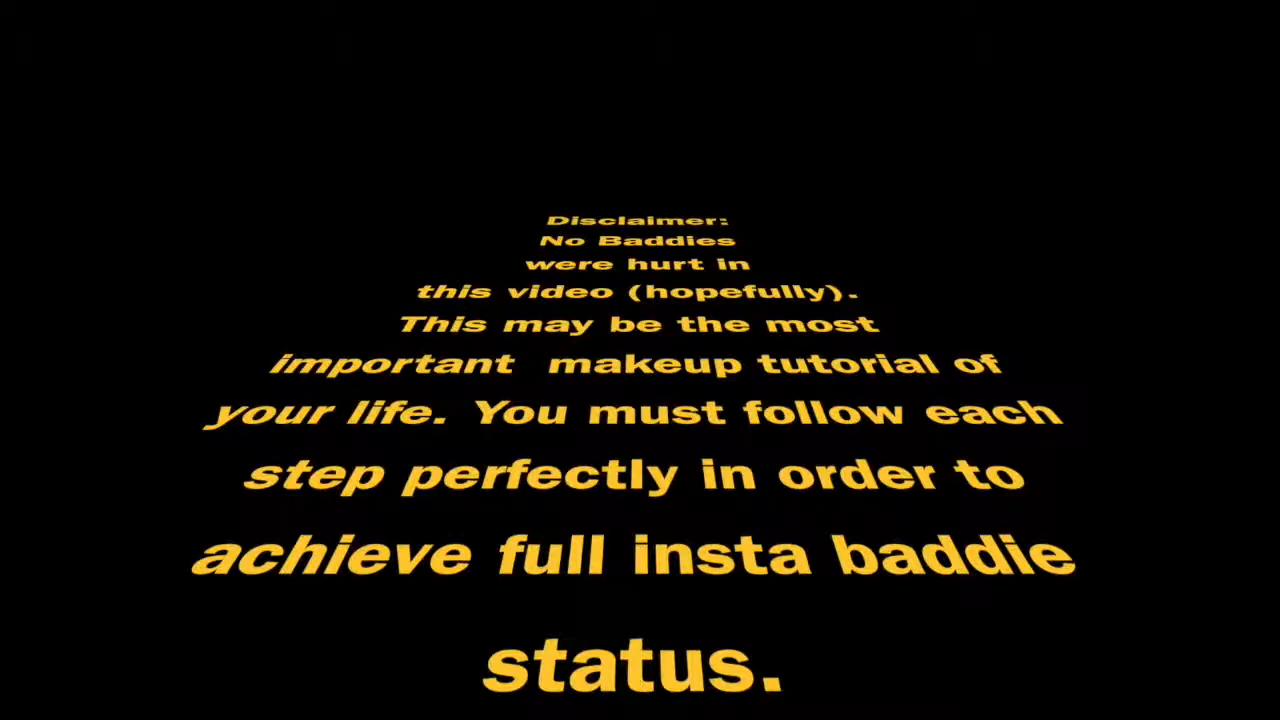 Disclaimer:
No Baddies
were hurt in
this video (hopefully).
This may be the most
important  makeup tutorial of
your life. You must follow each
step perfectly in order to
achieve full insta baddie
status.